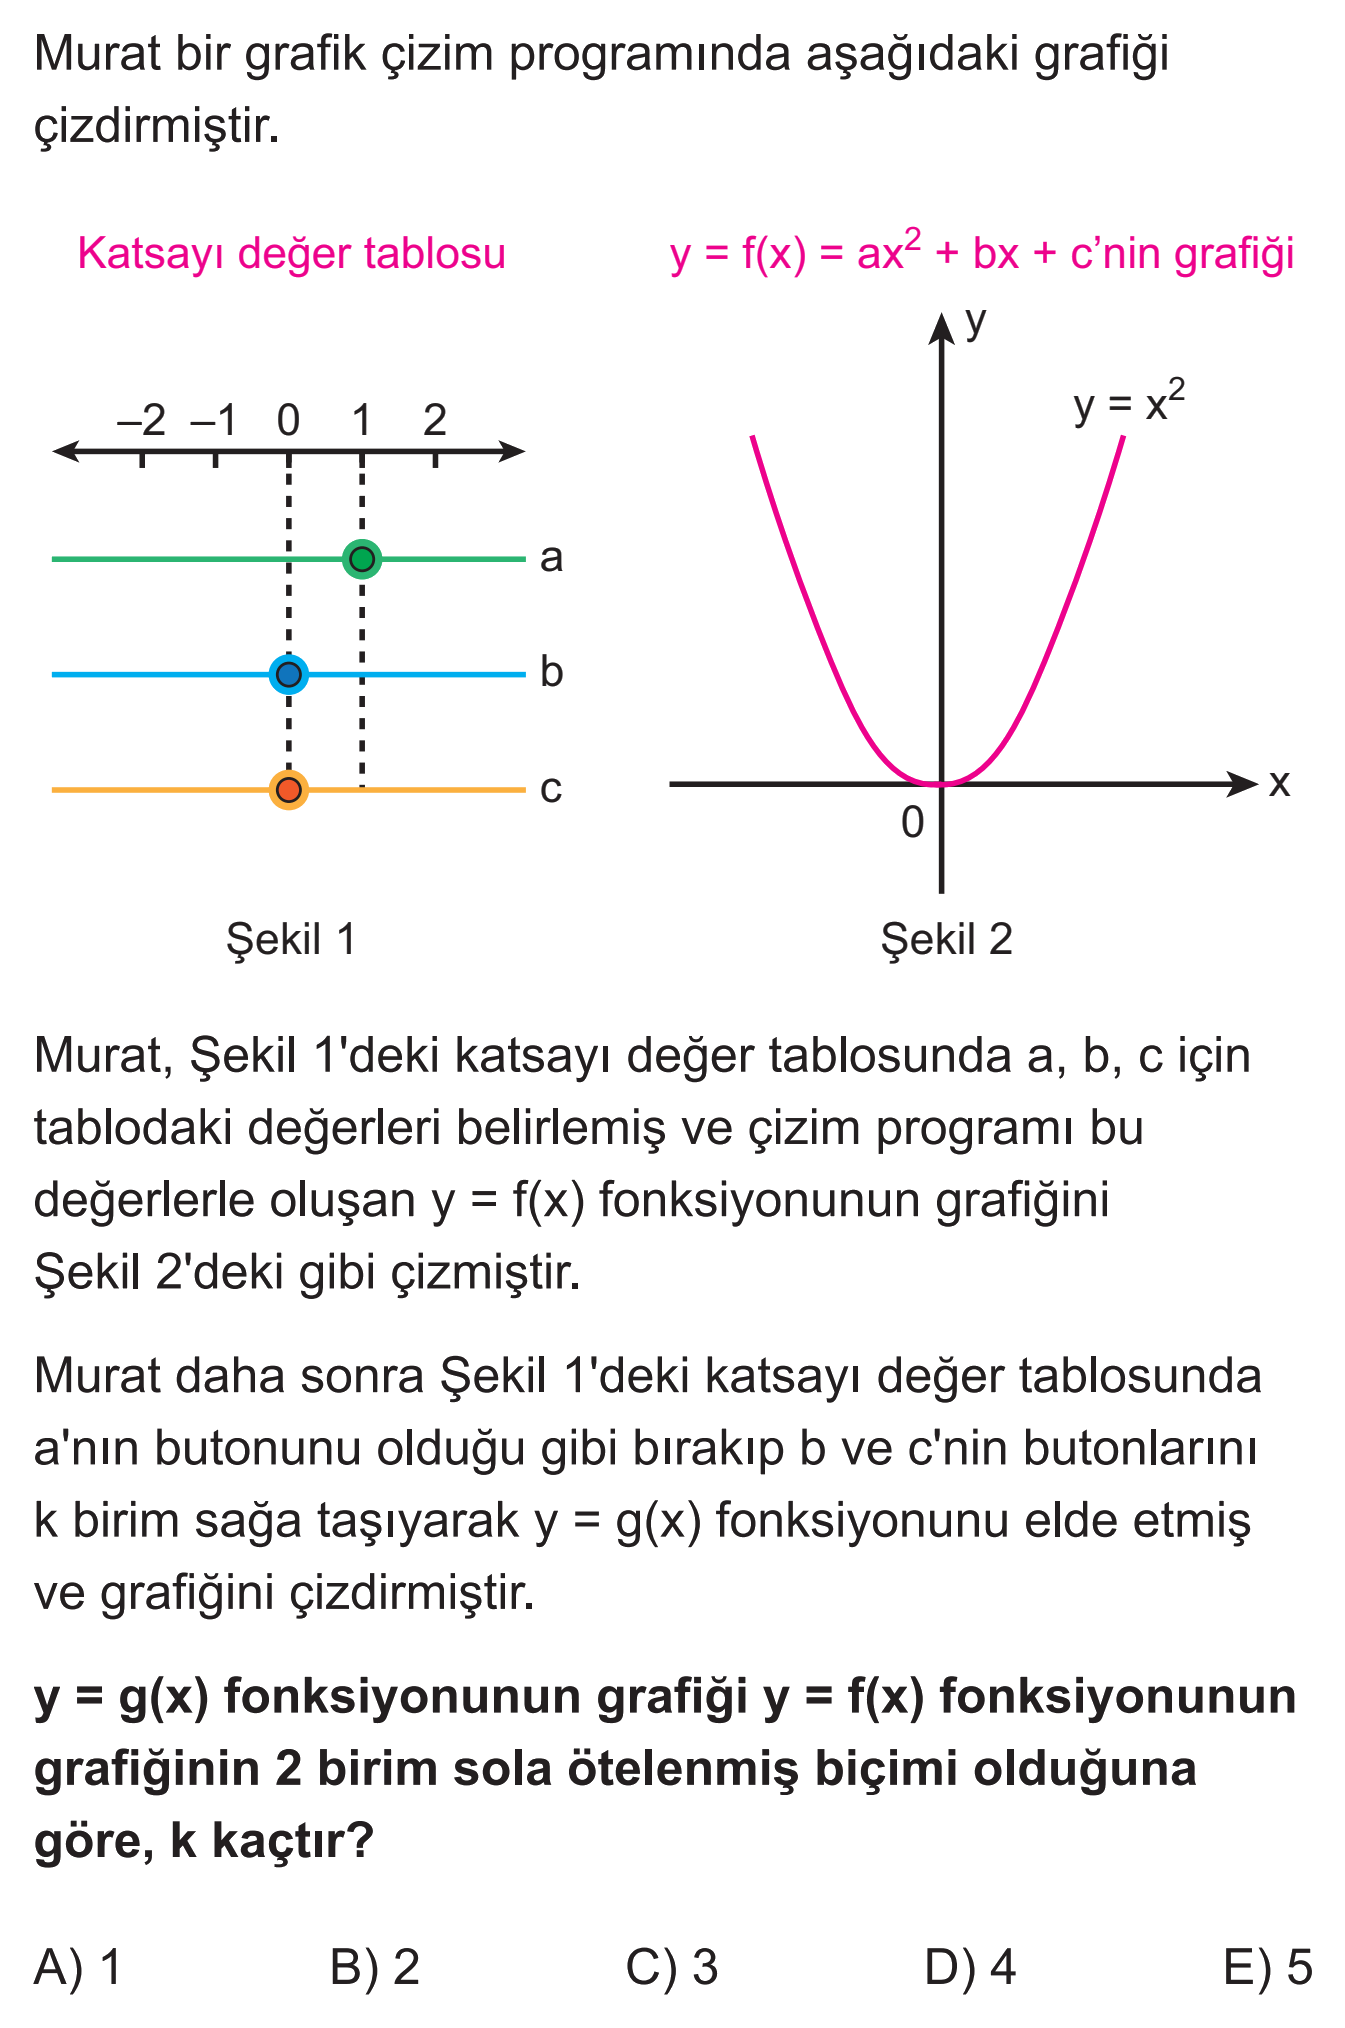 Murat bir grafik çizim programında aşağıdaki grafiği
çizdirmiştir.
Katsayı değer tablosu
y = f(x) = ax² + bx + c’nin grafiği
–2 –1 0 1 2
a
b
c
Şekil 1
y
y = x²
x
0
Şekil 2
Murat, Şekil 1'deki katsayı değer tablosunda a, b, c için
tablodaki değerleri belirlemiş ve çizim programı bu
değerlerle oluşan y = f(x) fonksiyonunun grafiğini
Şekil 2'deki gibi çizmiştir.
Murat daha sonra Şekil 1'deki katsayı değer tablosunda
a'nın butonunu olduğu gibi bırakıp b ve c'nin butonlarını
k birim sağa taşıyarak y = g(x) fonksiyonunu elde etmiş
ve grafiğini çizdirmiştir.
y = g(x) fonksiyonunun grafiği y = f(x) fonksiyonunun
grafiğinin 2 birim sola ötelenmiş biçimi olduğuna
göre, k kaçtır?
A) 1 B) 2 C) 3 D) 4 E) 5